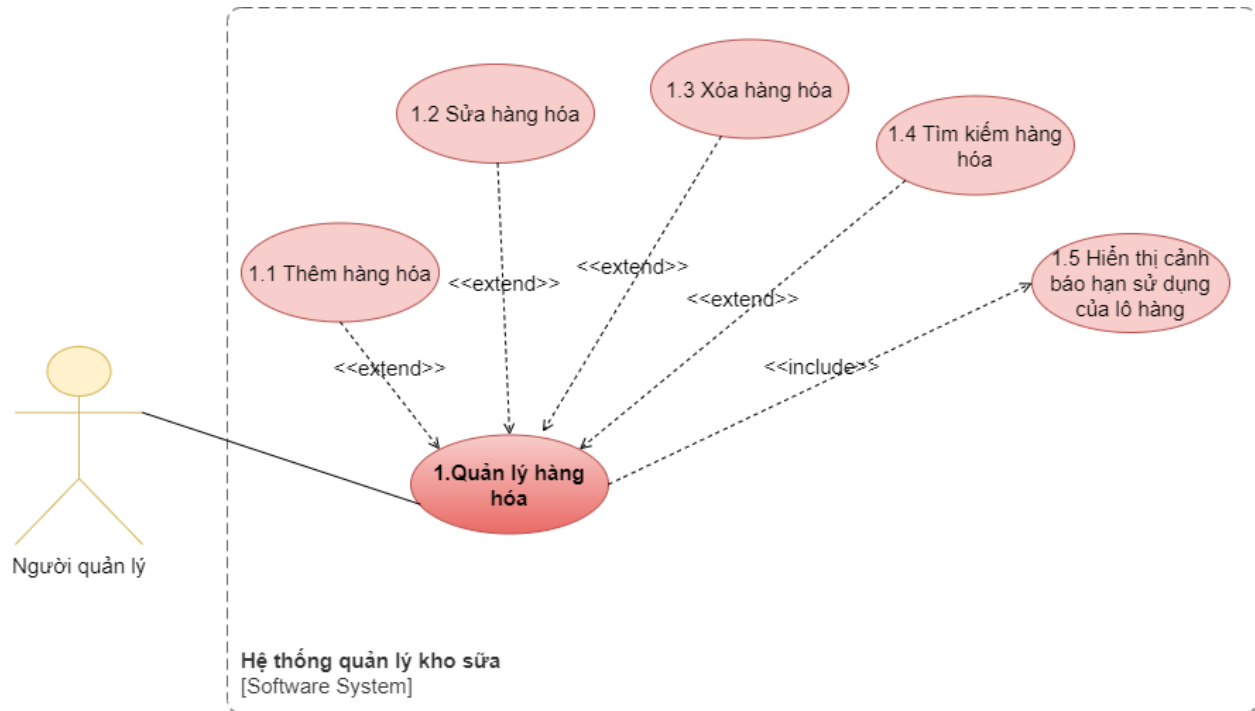 1.3 Xóa hàng hóa
1.2 Sửa hàng hóa
1.4 Tìm kiếm hàng
hóa
1.1 Thêm hàng hóa
1.5 Hiển thị cảnh
báo hạn sử dụng
của lô hàng
<<extend>>
<<extend>>
<<extend>>
<<extend>>
<<include>>
1.Quản lý hàng
hóa
Người quản lý
Hệ thống quản lý kho sữa
[Software System]